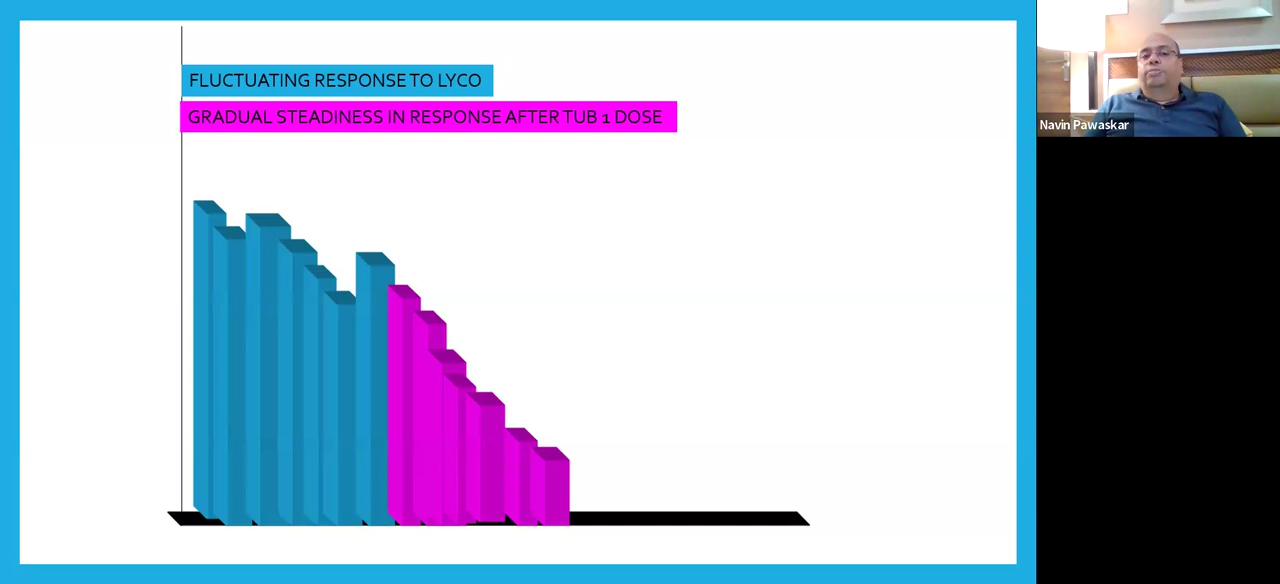 FLUCTUATING RESPONSE TO LYCO
GRADUAL STEADINESS IN RESPONSE AFTER TUB 1 DOSE
Navin Pawaskar